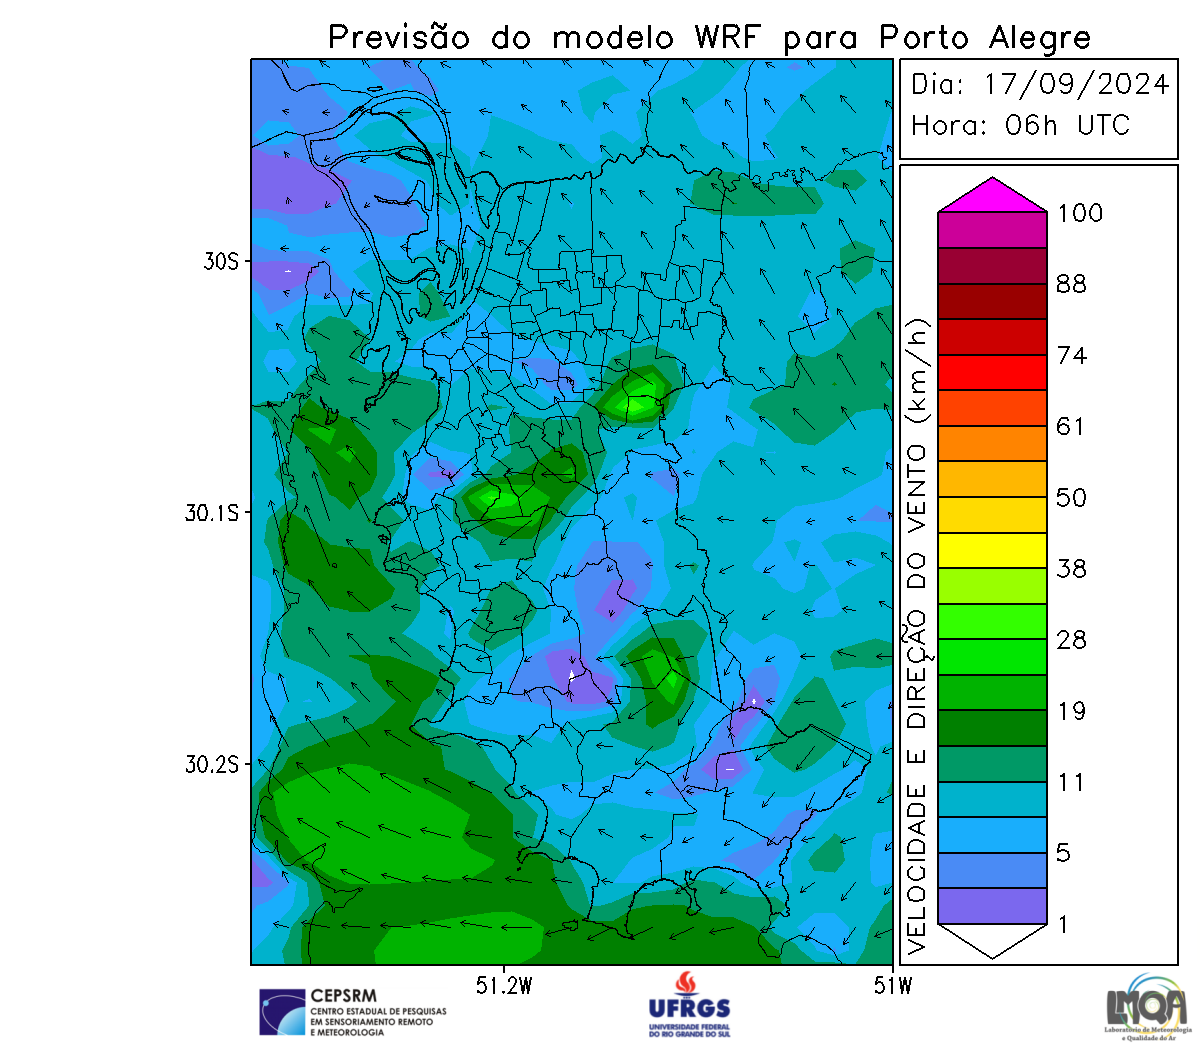 Previsão do modelo WRF para Porto Alegre
Dia: 17/09/2024
Hora: 06h UTC
30S
30.1S
30.2S
51.2W
51W
VELOCIDADE E DIREÇÃO DO VENTO (km/h)
100
88
74
61
50
38
28
19
11
5
1
CEPSRM
CENTRO ESTADUAL DE PESQUISAS
EM SENSORIAMENTO REMOTO
E METEOROLOGIA
UFRGS
UNIVERSIDADE FEDERAL
DO RIO GRANDE DO SUL
LMQA
Laboratório de Meteorologia
e Qualidade do Ar